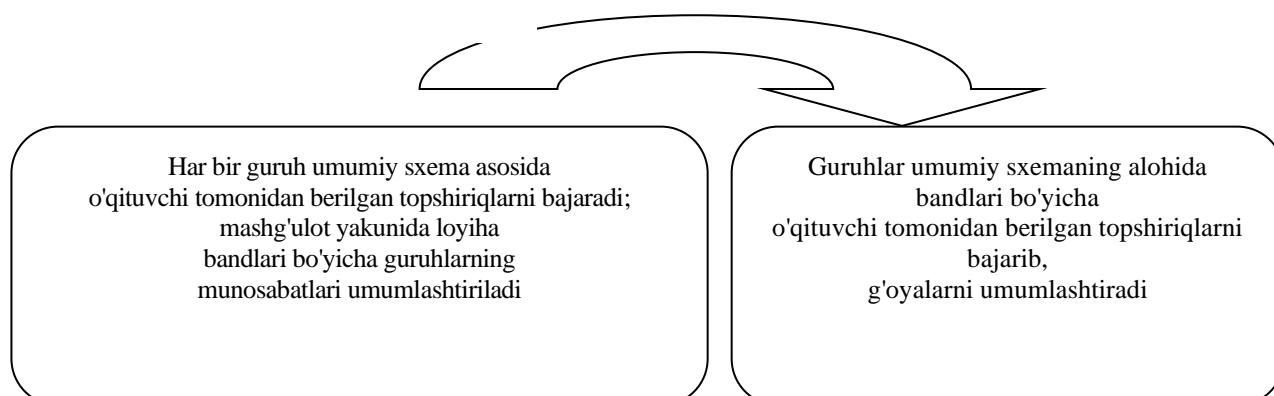 Har bir guruh umumiy sxema asosida
o'qituvchi tomonidan berilgan topshiriqlarni bajaradi;
mashg'ulot yakunida loyiha
bandlari bo'yicha guruhlarning
munosabatlari umumlashtiriladi
Guruhlar umumiy sxemaning alohida
bandlari bo'yicha
o'qituvchi tomonidan berilgan topshiriqlarni
bajarib,
g'oyalarni umumlashtiradi